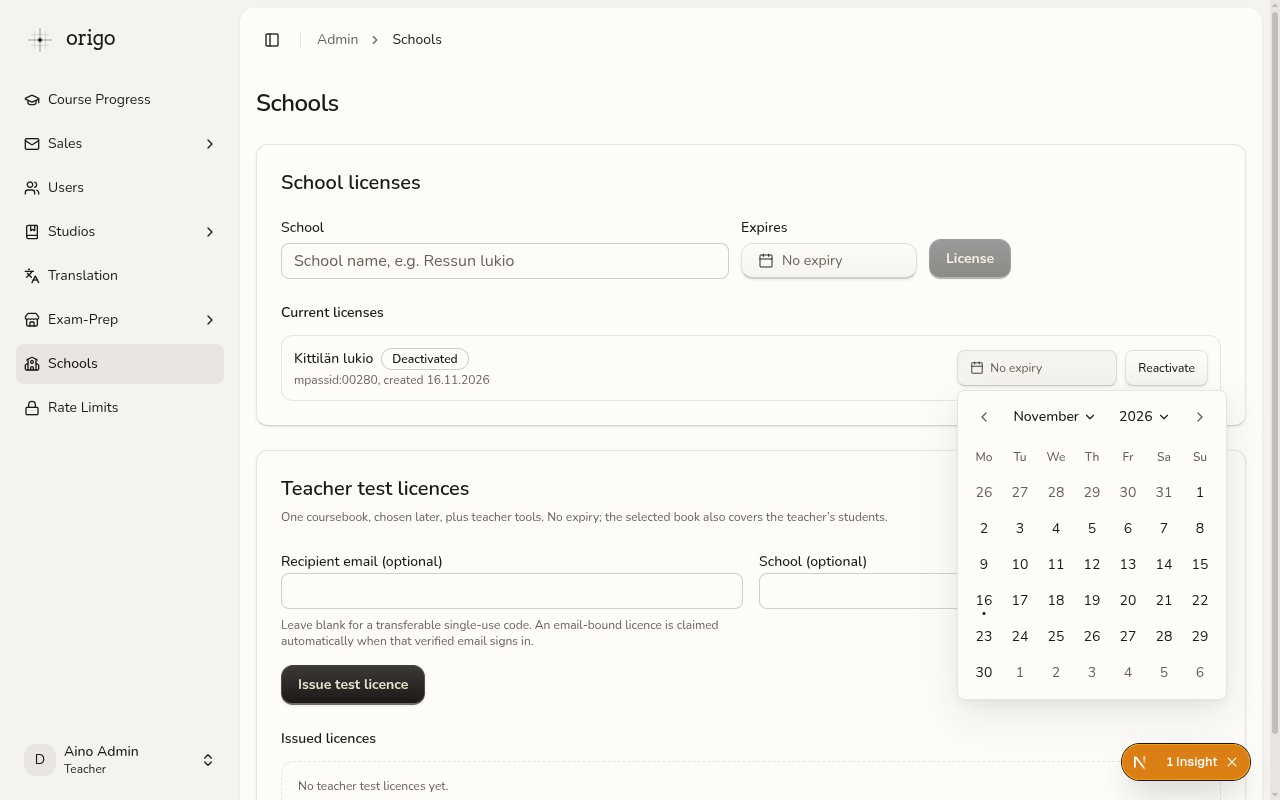 origo
Course Progress
Sales
Users
Studios
Translation
Exam-Prep
Schools
Rate Limits
D
Aino Admin
Teacher
Admin
Schools
Schools
School licenses
School
School name, e.g. Ressun lukio
Expires
No expiry
License
Current licenses
Kittilän lukio
Deactivated
mpassid:00280, created 16.11.2026
No expiry
Reactivate
November
2026
Mo Tu We Th Fr Sa Su
26 27 28 29 30 31 1
2 3 4 5 6 7 8
9 10 11 12 13 14 15
16 17 18 19 20 21 22
23 24 25 26 27 28 29
30 1 2 3 4 5 6
Teacher test licences
One coursebook, chosen later, plus teacher tools. No expiry; the selected book also covers the teacher’s students.
Recipient email (optional)
School (optional)
Leave blank for a transferable single-use code. An email-bound licence is claimed
automatically when that verified email signs in.
Issue test licence
Issued licences
No teacher test licences yet.
N
1 Insight